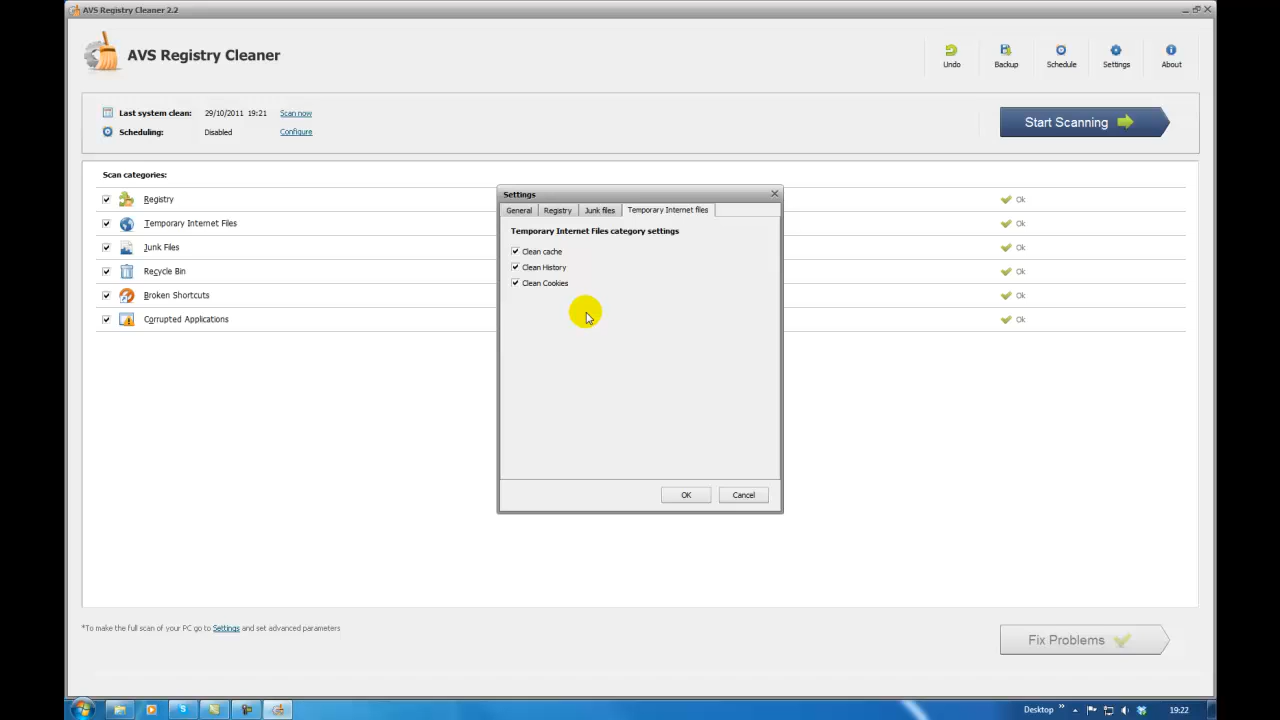 AVS Registry Cleaner 2.2
AVS Registry Cleaner
Undo Backup Schedule Settings About
Last system clean: 29/10/2011 19:21 Scan now
Scheduling: Disabled Configure
Start Scanning
Scan categories:
Registry Ok
Temporary Internet Files Ok
Junk Files Ok
Recycle Bin Ok
Broken Shortcuts Ok
Corrupted Applications Ok
Settings
General Registry Junk files Temporary Internet files
Temporary Internet Files category settings
Clean cache
Clean History
Clean Cookies
OK Cancel
*To make the full scan of your PC go to Settings and set advanced parameters
Fix Problems
Desktop 19:22